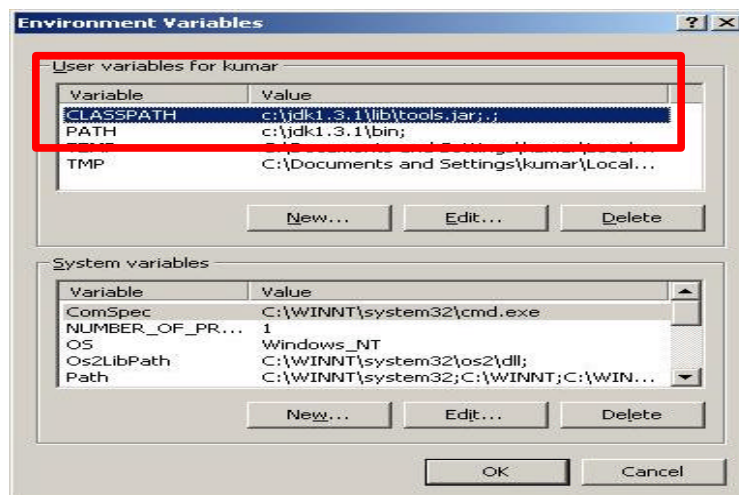 Environment Variables
User variables for kumar
Variable Value
CLASSPATH c:\jdk1.3.1\lib\tools.jar;.;
PATH c:\jdk1.3.1\bin;
TMP C:\Documents and Settings\kumar\Local...
New... Edit... Delete
System variables
Variable Value
ComSpec C:\WINNT\system32\cmd.exe
NUMBER_OF_PR... 1
OS Windows_NT
Os2LibPath C:\WINNT\system32\os2\dll;
Path C:\WINNT\system32;C:\WINNT;C:\WIN...
New... Edit... Delete
OK Cancel